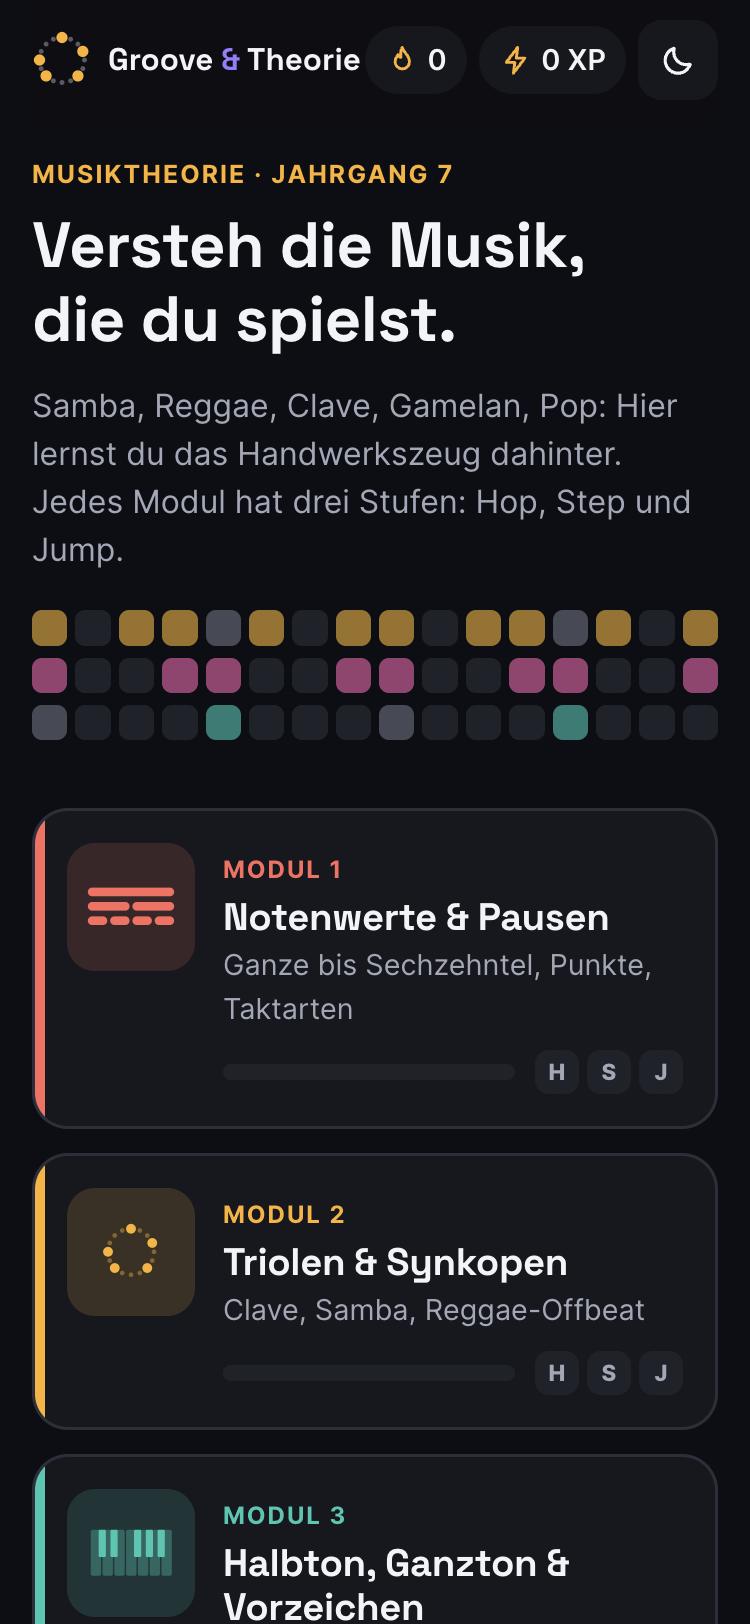 Groove & Theorie 0 0 XP
MUSIKTHEORIE · JAHRGANG 7
Versteh die Musik,
die du spielst.
Samba, Reggae, Clave, Gamelan, Pop: Hier
lernst du das Handwerkszeug dahinter.
Jedes Modul hat drei Stufen: Hop, Step und
Jump.
MODUL 1
Notenwerte & Pausen
Ganze bis Sechzehntel, Punkte,
Taktarten
H S J
MODUL 2
Triolen & Synkopen
Clave, Samba, Reggae-Offbeat
H S J
MODUL 3
Halbton, Ganzton &
Vorzeichen